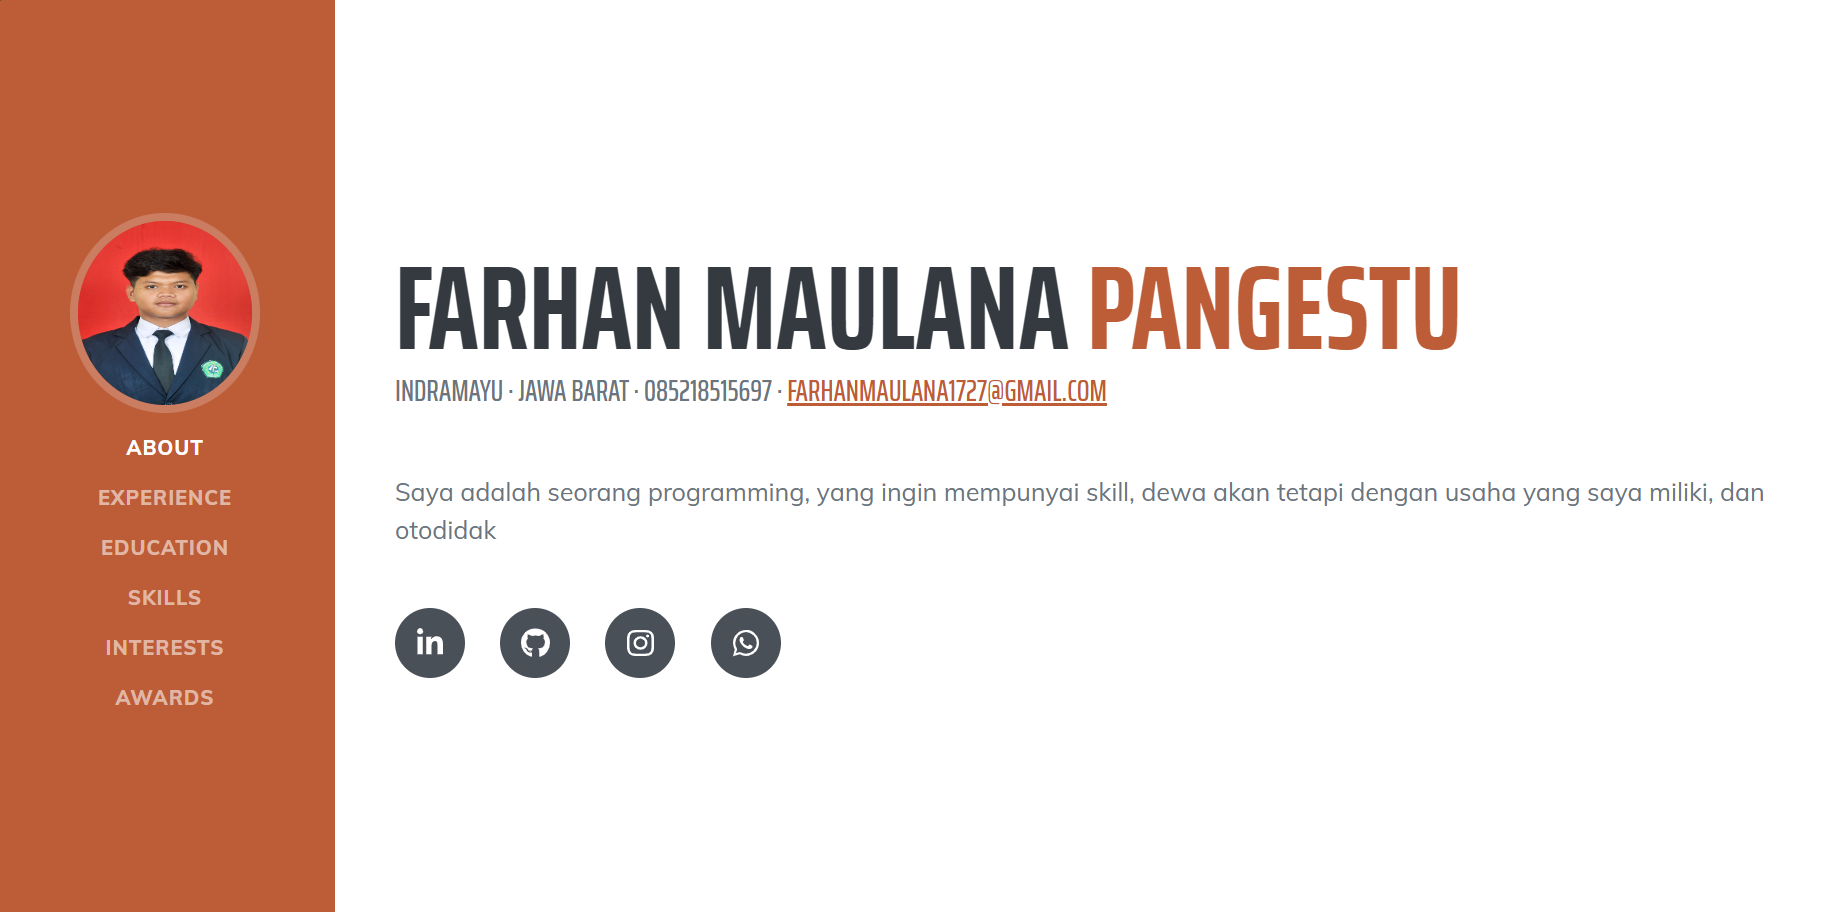 ABOUT
EXPERIENCE
EDUCATION
SKILLS
INTERESTS
AWARDS
FARHAN MAULANA PANGESTU
INDRAMAYU · JAWA BARAT · 085218515697 · FARHANMAULANA1727@GMAIL.COM
Saya adalah seorang programming, yang ingin mempunyai skill, dewa akan tetapi dengan usaha yang saya miliki, dan
otodidak
in